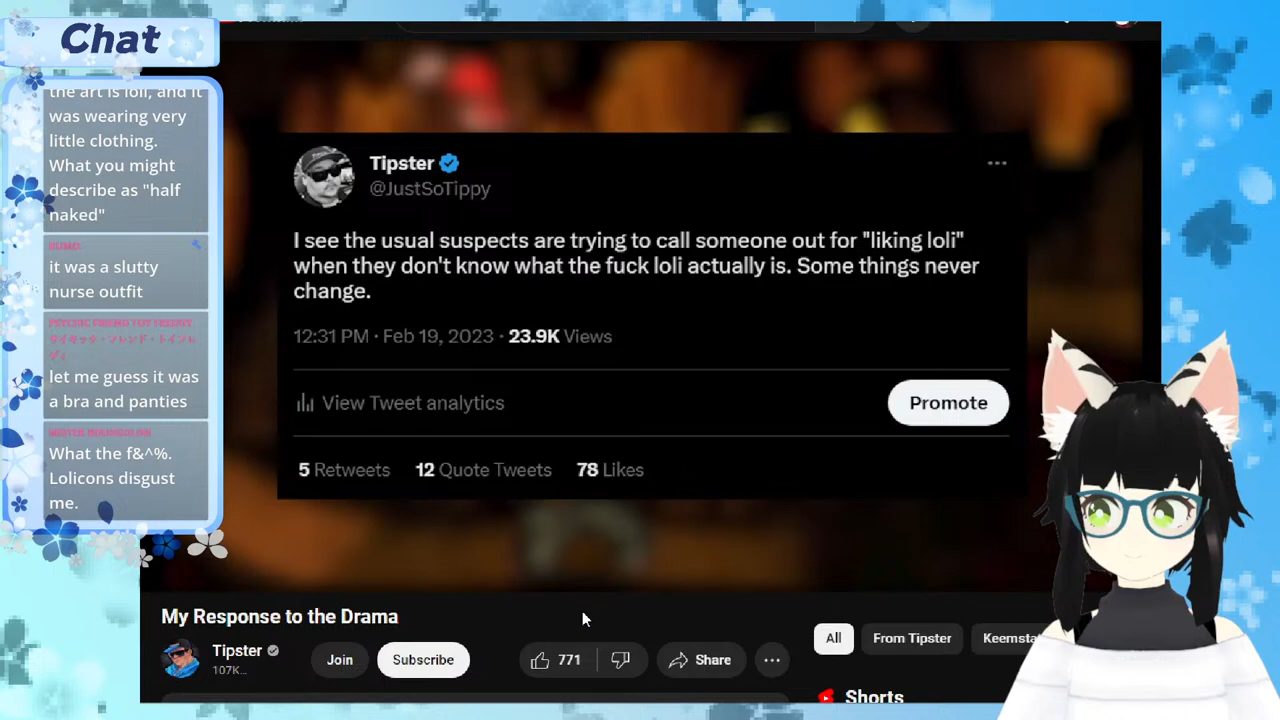 Chat
the art is loli, and it
was wearing very
little clothing.
What you might
describe as "half
naked"
it was a slutty
nurse outfit
let me guess it was
a bra and panties
What the f&^%.
Lolicons disgust
me.
Tipster
@JustSoTippy
I see the usual suspects are trying to call someone out for "liking loli"
when they don't know what the fuck loli actually is. Some things never
change.
12:31 PM · Feb 19, 2023 · 23.9K Views
View Tweet analytics
Promote
5 Retweets 12 Quote Tweets 78 Likes
My Response to the Drama
Tipster
107K...
Join
Subscribe
771
Share
All
From Tipster
Keemsta
Shorts